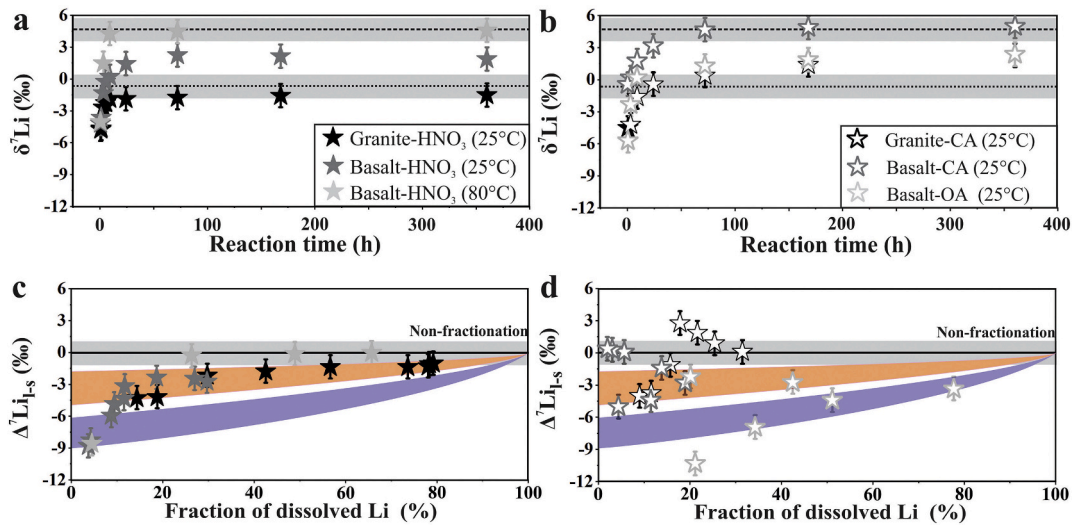 a
6
3
0
-3
-6
-9
-12
δ⁷Li (‰)
Granite-HNO₃ (25°C)
Basalt-HNO₃ (25°C)
Basalt-HNO₃ (80°C)
0 100 200 300 400
Reaction time (h)
b
6
3
0
-3
-6
-9
-12
δ⁷Li (‰)
Granite-CA (25°C)
Basalt-CA (25°C)
Basalt-OA (25°C)
0 100 200 300 400
Reaction time (h)
c
6
3
0
-3
-6
-9
-12
Δ⁷Liₗ₋ₛ (‰)
Non-fractionation
0 20 40 60 80 100
Fraction of dissolved Li (%)
d
6
3
0
-3
-6
-9
-12
Δ⁷Liₗ₋ₛ (‰)
Non-fractionation
0 20 40 60 80 100
Fraction of dissolved Li (%)